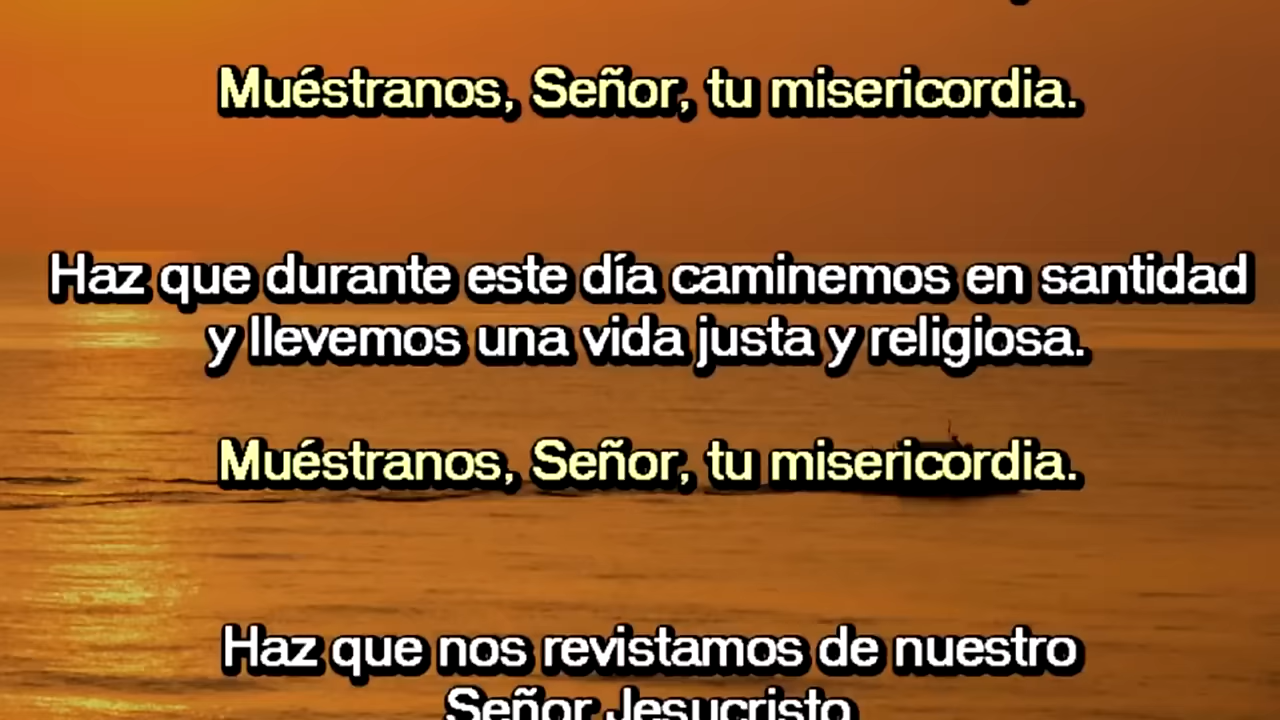 Muéstranos, Señor, tu misericordia.
Haz que durante este día caminemos en santidad
y llevemos una vida justa y religiosa.
Muéstranos, Señor, tu misericordia.
Haz que nos revistamos de nuestro
Señor Jesucristo